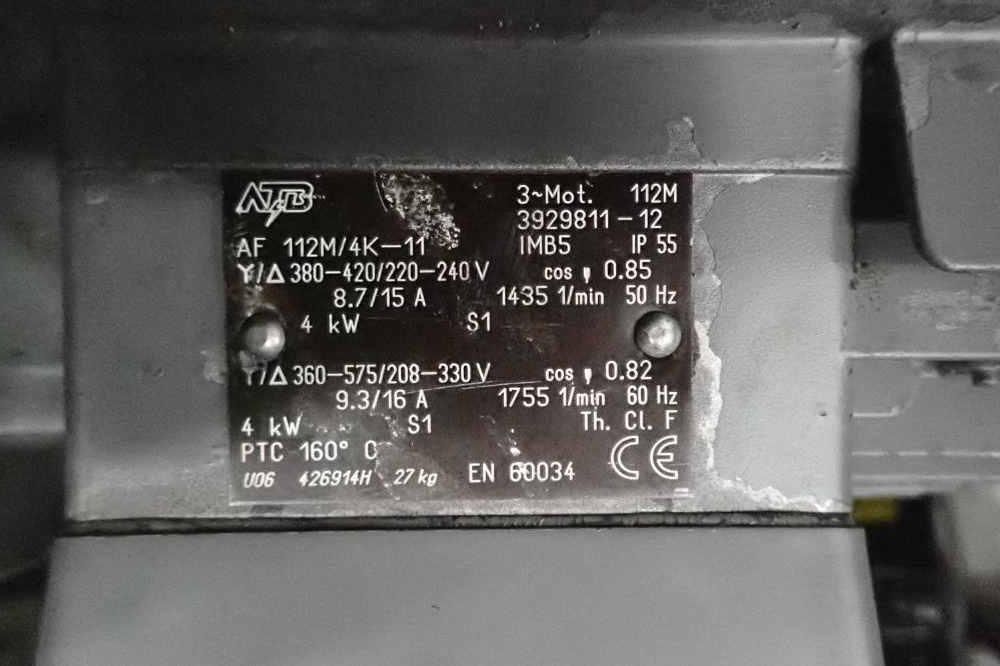 ATB
3~Mot. 112M
3929811-12
AF 112M/4K-11 IMB5 IP 55
Y/Δ 380-420/220-240 V cos φ 0.85
8.7/15 A 1435 1/min 50 Hz
4 kW S1
Y/Δ 360-575/208-330 V cos φ 0.82
9.3/16 A 1755 1/min 60 Hz
4 kW S1 Th. Cl. F
PTC 160° C
U06 426914H 27 kg EN 60034 CE